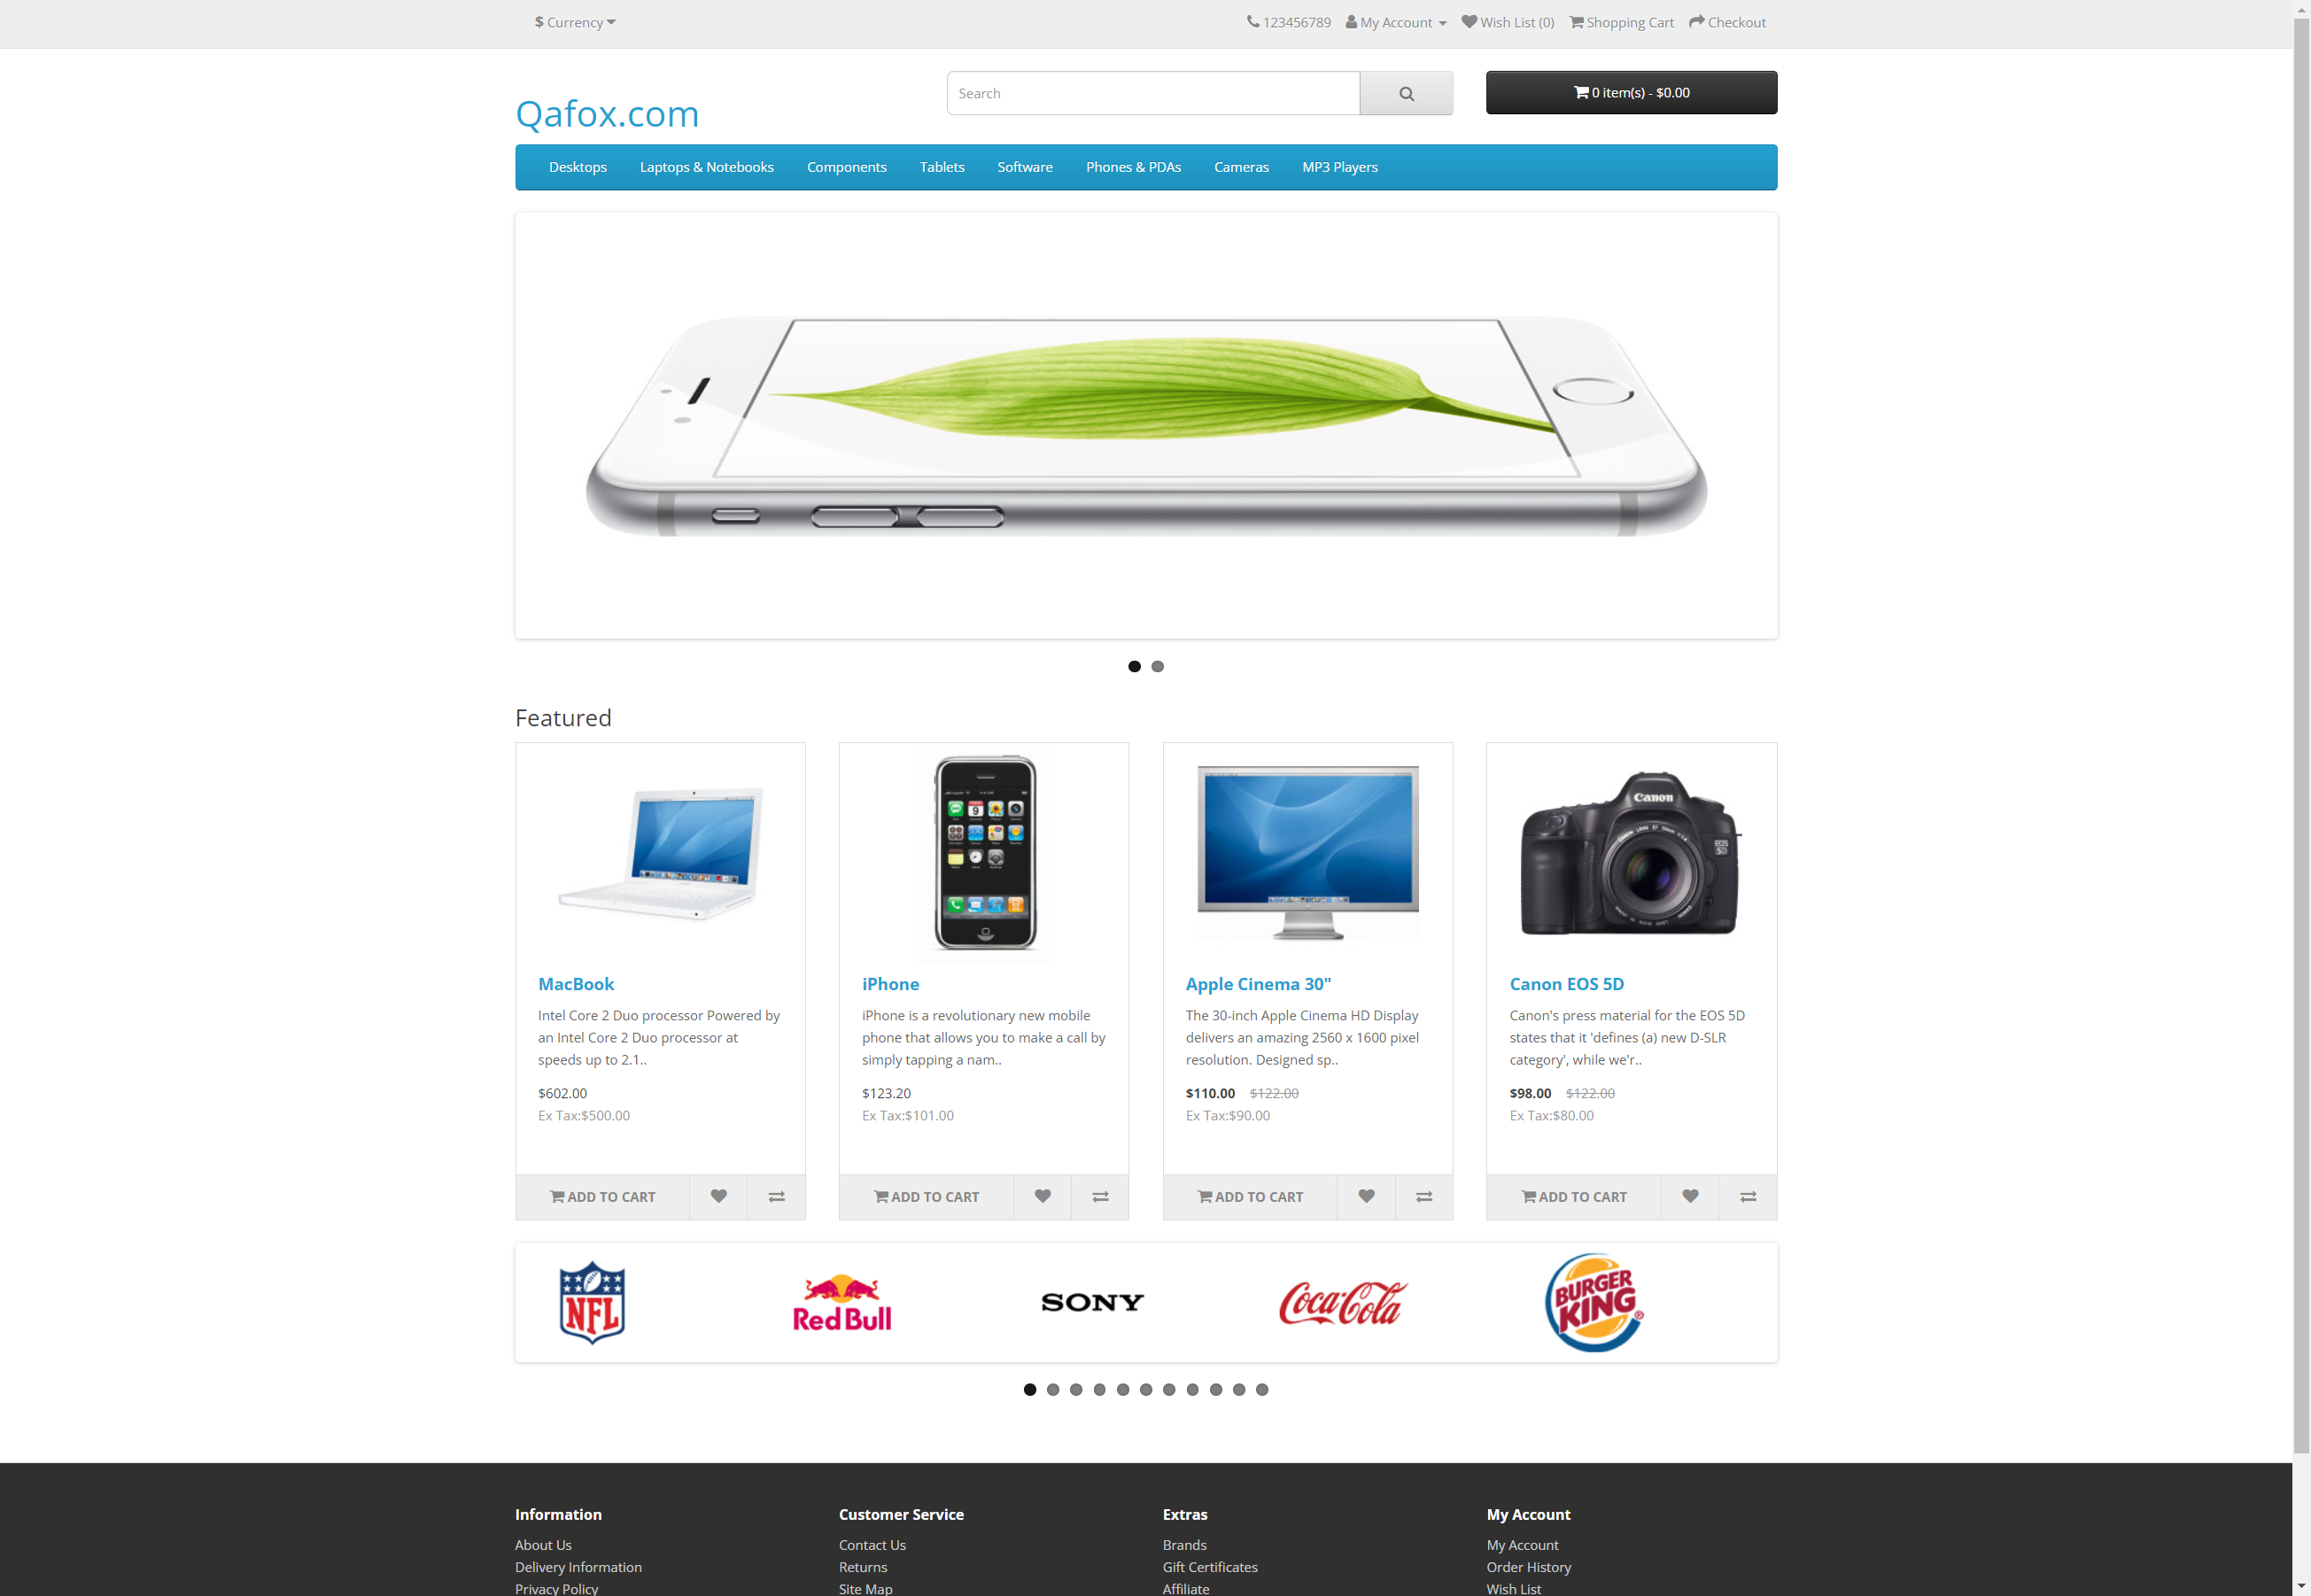 $ Currency
123456789 My Account Wish List (0) Shopping Cart Checkout
Qafox.com
Search
0 item(s) - $0.00
Desktops Laptops & Notebooks Components Tablets Software Phones & PDAs Cameras MP3 Players
Featured
Canon
EOS
5D
MacBook
Intel Core 2 Duo processor Powered by
an Intel Core 2 Duo processor at
speeds up to 2.1..
$602.00
Ex Tax:$500.00
ADD TO CART
iPhone
iPhone is a revolutionary new mobile
phone that allows you to make a call by
simply tapping a nam..
$123.20
Ex Tax:$101.00
ADD TO CART
Apple Cinema 30"
The 30-inch Apple Cinema HD Display
delivers an amazing 2560 x 1600 pixel
resolution. Designed sp..
$110.00 $122.00
Ex Tax:$90.00
ADD TO CART
Canon EOS 5D
Canon's press material for the EOS 5D
states that it 'defines (a) new D-SLR
category', while we'r..
$98.00 $122.00
Ex Tax:$80.00
ADD TO CART
NFL
Red Bull
SONY
Coca-Cola
BURGER
KING
Information
About Us
Delivery Information
Privacy Policy
Customer Service
Contact Us
Returns
Site Map
Extras
Brands
Gift Certificates
Affiliate
My Account
My Account
Order History
Wish List